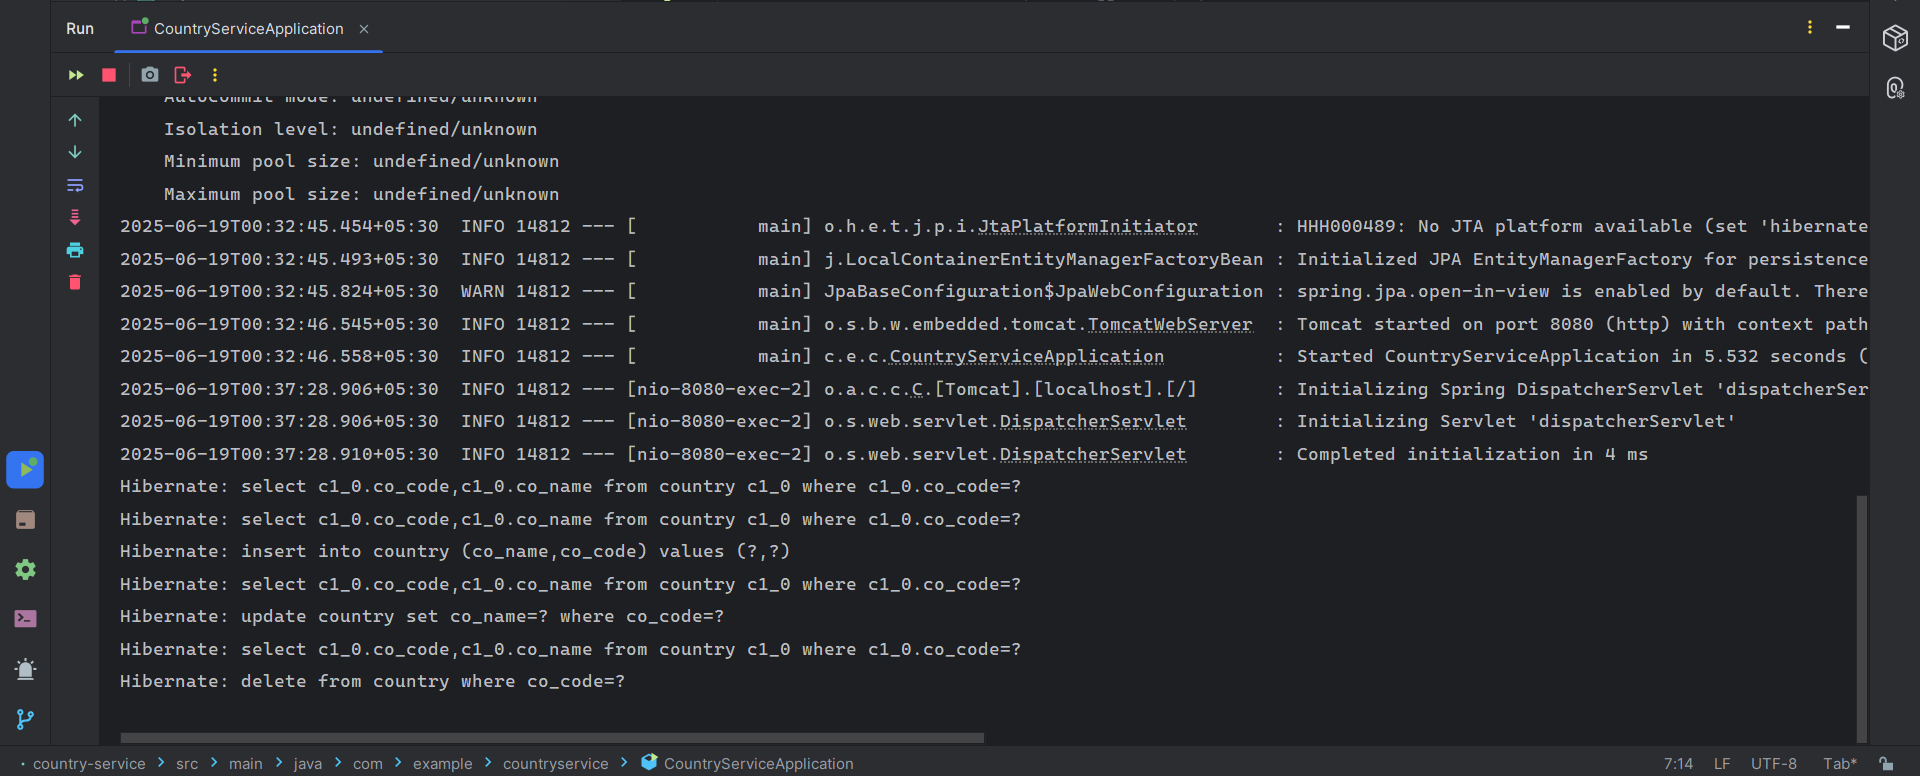 Run CountryServiceApplication
AutoCommit mode: undefined/unknown
Isolation level: undefined/unknown
Minimum pool size: undefined/unknown
Maximum pool size: undefined/unknown
2025-06-19T00:32:45.454+05:30  INFO 14812 --- [           main] o.h.e.t.j.p.i.JtaPlatformInitiator       : HHH000489: No JTA platform available (set 'hibernate
2025-06-19T00:32:45.493+05:30  INFO 14812 --- [           main] j.LocalContainerEntityManagerFactoryBean : Initialized JPA EntityManagerFactory for persistence
2025-06-19T00:32:45.824+05:30  WARN 14812 --- [           main] JpaBaseConfiguration$JpaWebConfiguration : spring.jpa.open-in-view is enabled by default. There
2025-06-19T00:32:46.545+05:30  INFO 14812 --- [           main] o.s.b.w.embedded.tomcat.TomcatWebServer  : Tomcat started on port 8080 (http) with context path
2025-06-19T00:32:46.558+05:30  INFO 14812 --- [           main] c.e.c.CountryServiceApplication          : Started CountryServiceApplication in 5.532 seconds (
2025-06-19T00:37:28.906+05:30  INFO 14812 --- [nio-8080-exec-2] o.a.c.c.C.[Tomcat].[localhost].[/]       : Initializing Spring DispatcherServlet 'dispatcherSer
2025-06-19T00:37:28.906+05:30  INFO 14812 --- [nio-8080-exec-2] o.s.web.servlet.DispatcherServlet        : Initializing Servlet 'dispatcherServlet'
2025-06-19T00:37:28.910+05:30  INFO 14812 --- [nio-8080-exec-2] o.s.web.servlet.DispatcherServlet        : Completed initialization in 4 ms
Hibernate: select c1_0.co_code,c1_0.co_name from country c1_0 where c1_0.co_code=?
Hibernate: select c1_0.co_code,c1_0.co_name from country c1_0 where c1_0.co_code=?
Hibernate: insert into country (co_name,co_code) values (?,?)
Hibernate: select c1_0.co_code,c1_0.co_name from country c1_0 where c1_0.co_code=?
Hibernate: update country set co_name=? where co_code=?
Hibernate: select c1_0.co_code,c1_0.co_name from country c1_0 where c1_0.co_code=?
Hibernate: delete from country where co_code=?
country-service > src > main > java > com > example > countryservice > CountryServiceApplication 7:14 LF UTF-8 Tab*